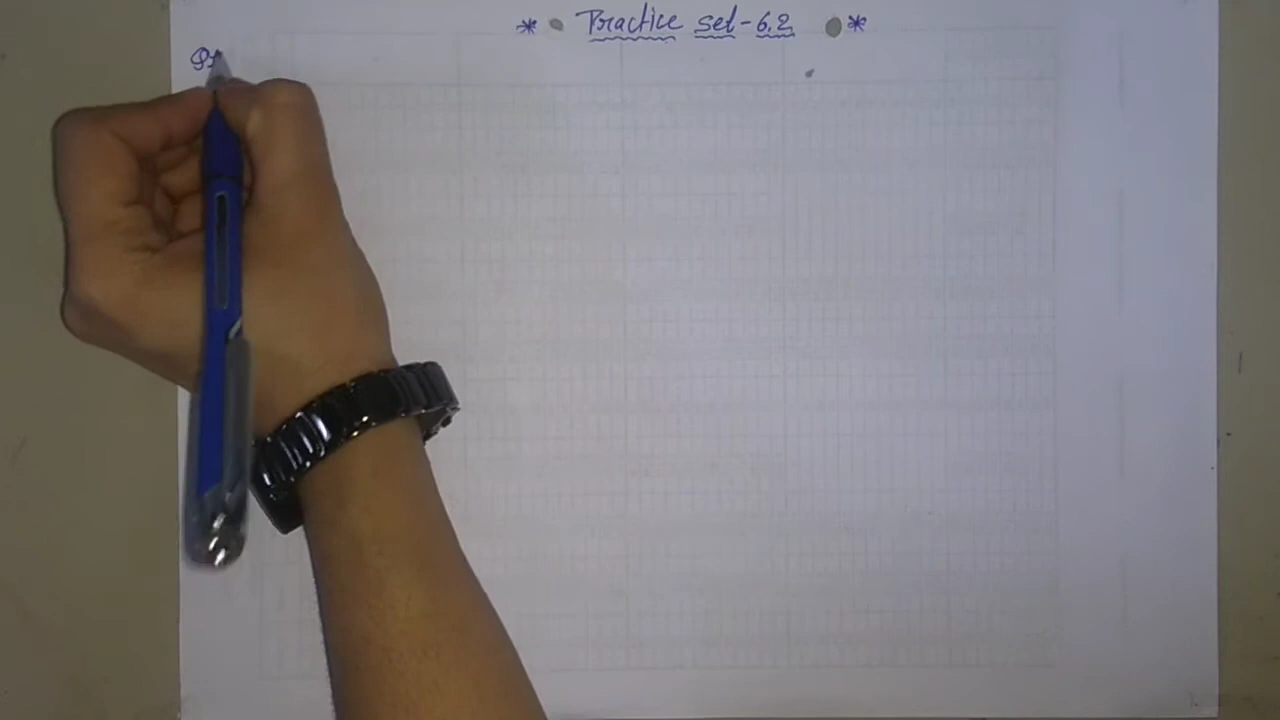 * • Practice set-6.2 • *